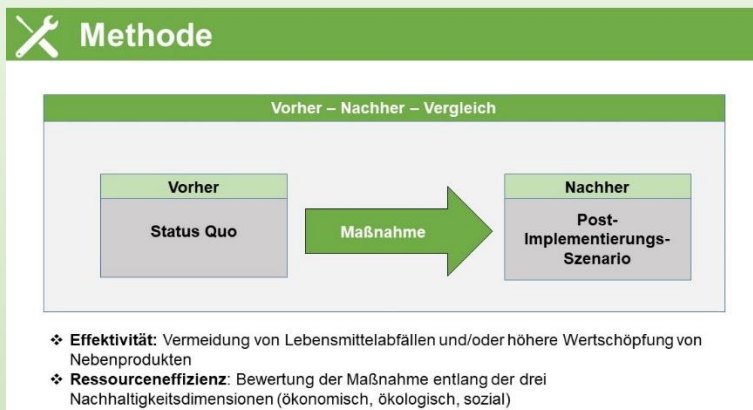 Methode
Vorher – Nachher – Vergleich
Vorher
Status Quo
Maßnahme
Nachher
Post-
Implementierungs-
Szenario
❖ Effektivität: Vermeidung von Lebensmittelabfällen und/oder höhere Wertschöpfung von
Nebenprodukten
❖ Ressourceneffizienz: Bewertung der Maßnahme entlang der drei
Nachhaltigkeitsdimensionen (ökonomisch, ökologisch, sozial)